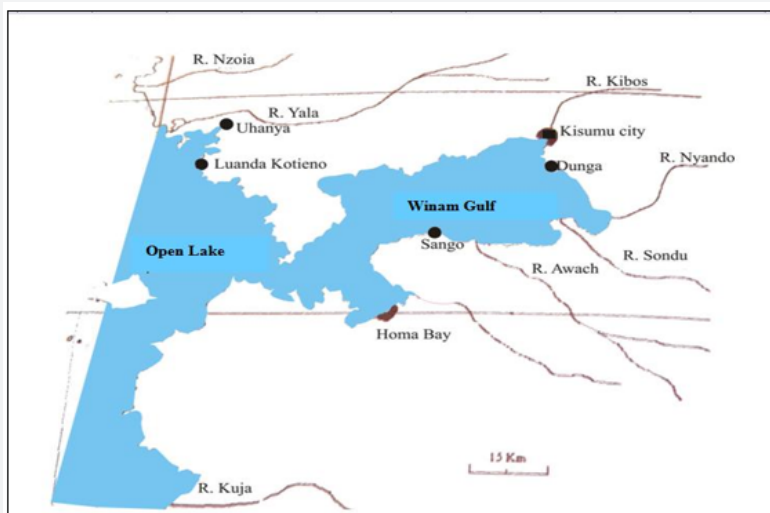 R. Nzoia
R. Kibos
R. Yala
Uhanya
Kisumu city
Luanda Kotieno
Dunga
R. Nyando
Winam Gulf
Open Lake
Sango
R. Sondu
R. Awach
Homa Bay
15 Km
R. Kuja